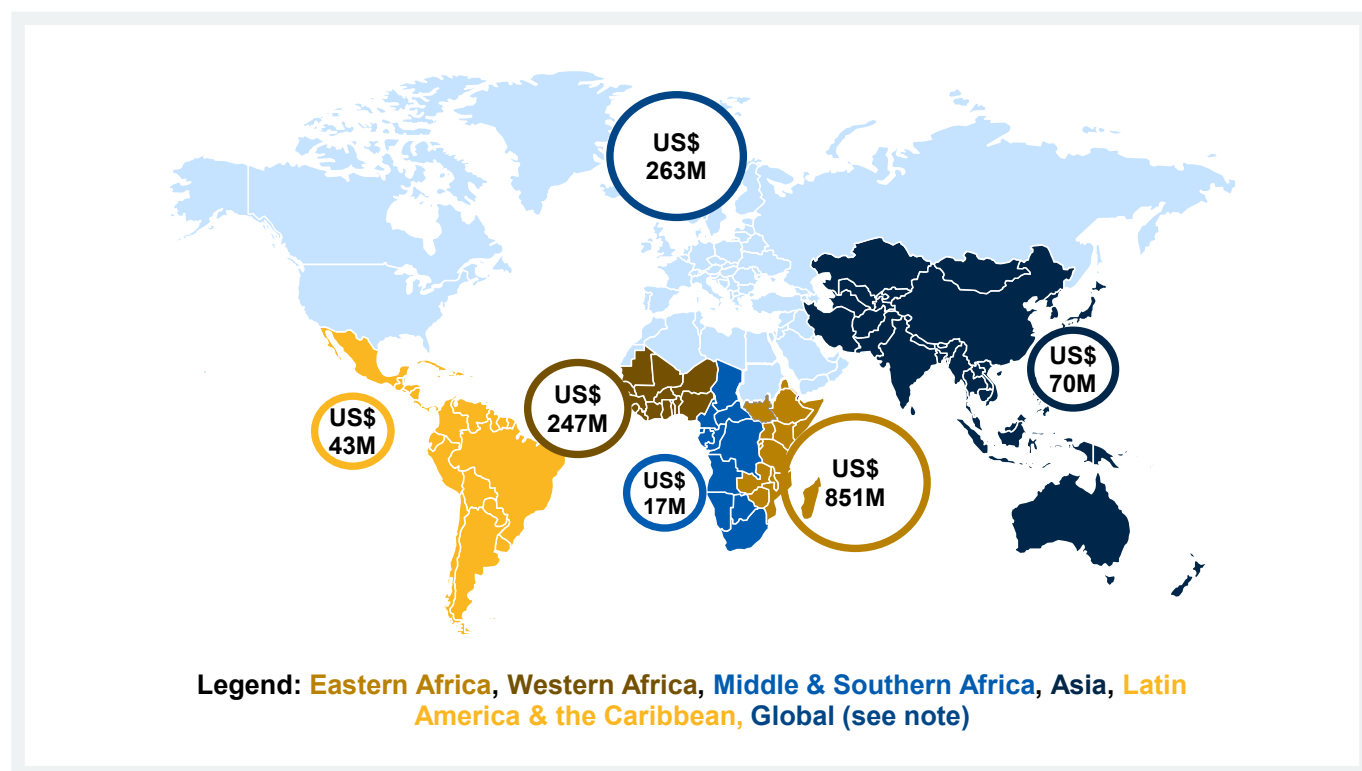 US$
263M
US$
70M
US$
247M
US$
43M
US$
851M
US$
17M
Legend: Eastern Africa, Western Africa, Middle & Southern Africa, Asia, Latin
America & the Caribbean, Global (see note)